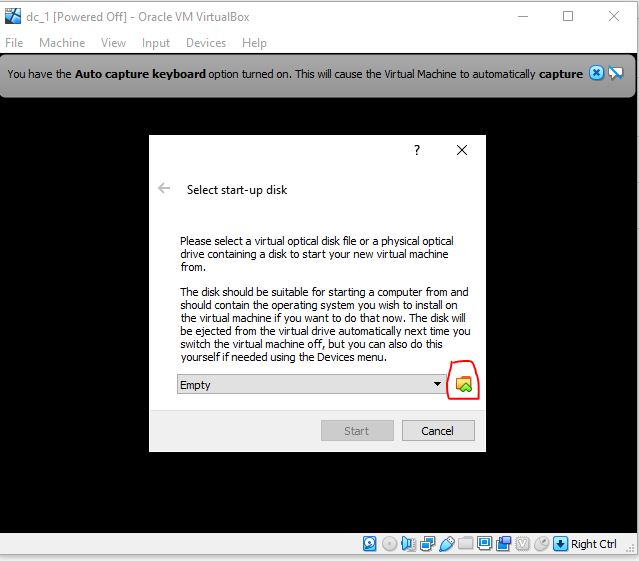 dc_1 [Powered Off] - Oracle VM VirtualBox
File Machine View Input Devices Help
You have the Auto capture keyboard option turned on. This will cause the Virtual Machine to automatically capture
?
Select start-up disk
Please select a virtual optical disk file or a physical optical
drive containing a disk to start your new virtual machine
from.
The disk should be suitable for starting a computer from and
should contain the operating system you wish to install on
the virtual machine if you want to do that now. The disk will
be ejected from the virtual drive automatically next time you
switch the virtual machine off, but you can also do this
yourself if needed using the Devices menu.
Empty
Start Cancel
Right Ctrl